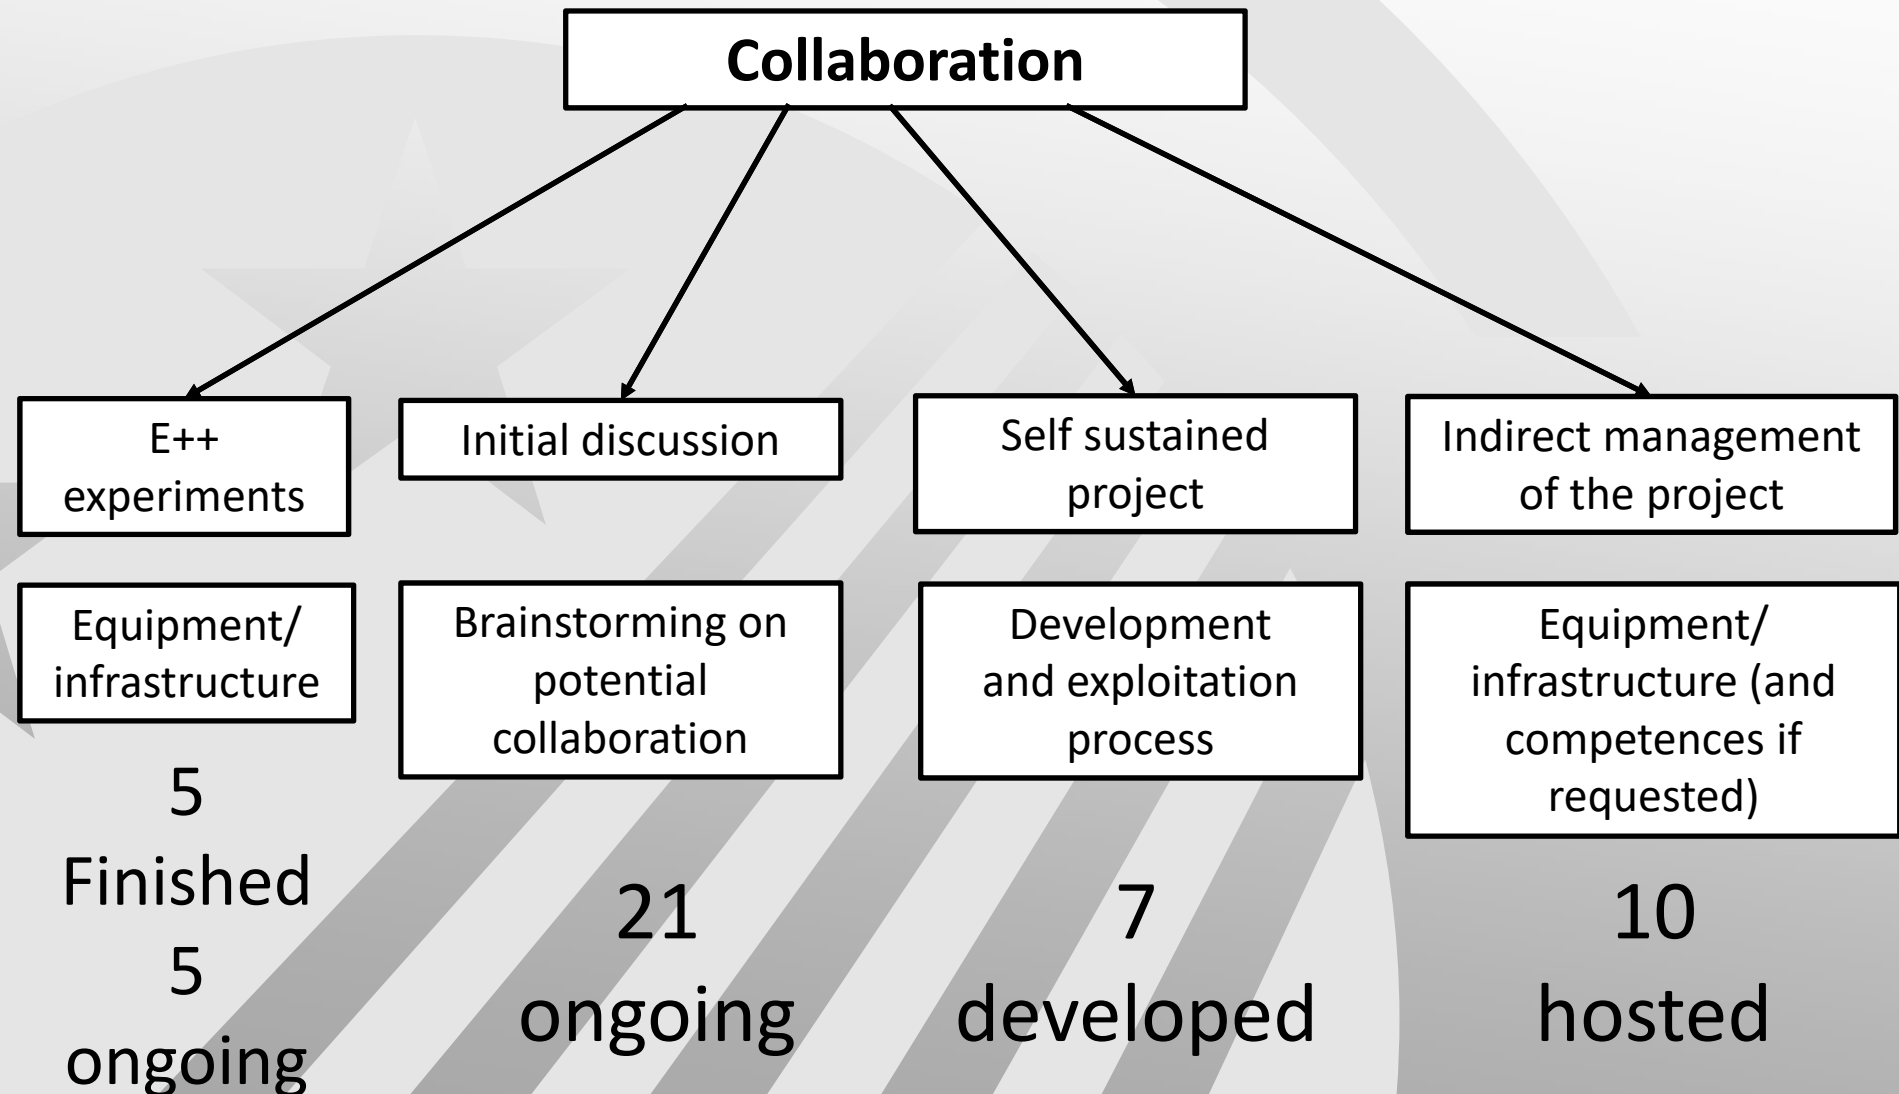 Collaboration
E++
experiments
Initial discussion
Self sustained
project
Indirect management
of the project
Equipment/
infrastructure
Brainstorming on
potential
collaboration
Development
and exploitation
process
Equipment/
infrastructure (and
competences if
requested)
5
Finished
5
ongoing
21
ongoing
7
developed
10
hosted